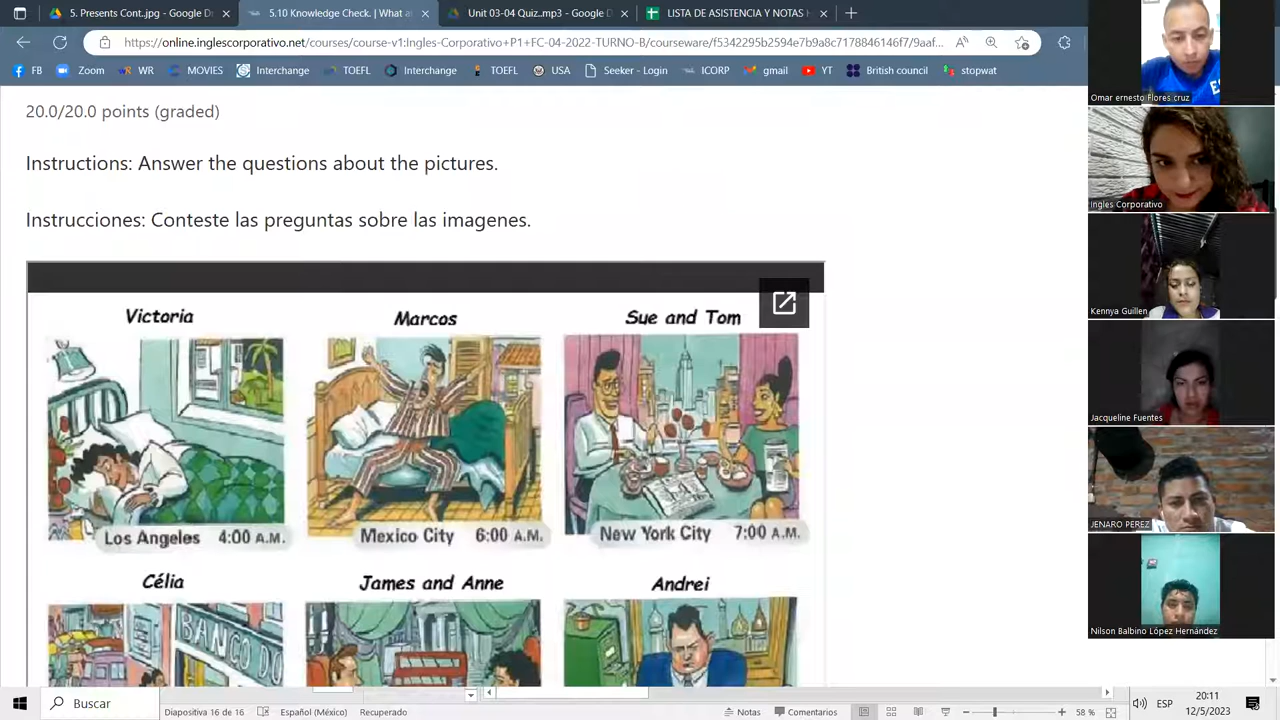 5. Presents Cont.jpg - Google D
5.10 Knowledge Check. | What a
Unit 03-04 Quiz.mp3 - Google D
LISTA DE ASISTENCIA Y NOTAS
https://online.inglescorporativo.net/courses/course-v1:Ingles-Corporativo+P1+FC-04-2022-TURNO-B/courseware/f5342295b2594e7b9a8c7178846146f7/9aaf...
FB
Zoom
WR
MOVIES
Interchange
TOEFL
Interchange
TOEFL
USA
Seeker - Login
ICORP
gmail
YT
British council
stopwat
20.0/20.0 points (graded)
Instructions: Answer the questions about the pictures.
Instrucciones: Conteste las preguntas sobre las imagenes.
Victoria
Marcos
Sue and Tom
Los Angeles 4:00 A.M.
Mexico City 6:00 A.M.
New York City 7:00 A.M.
Célia
James and Anne
Andrei
Omar ernesto Flores cruz
Ingles Corporativo
Kennya Guillen
Jacqueline Fuentes
JENARO PEREZ
Nilson Balbino López Hernández
Diapositiva 16 de 16
Español (México)
Recuperado
Notas
Comentarios
58 %
Buscar
ESP
20:11
12/5/2023